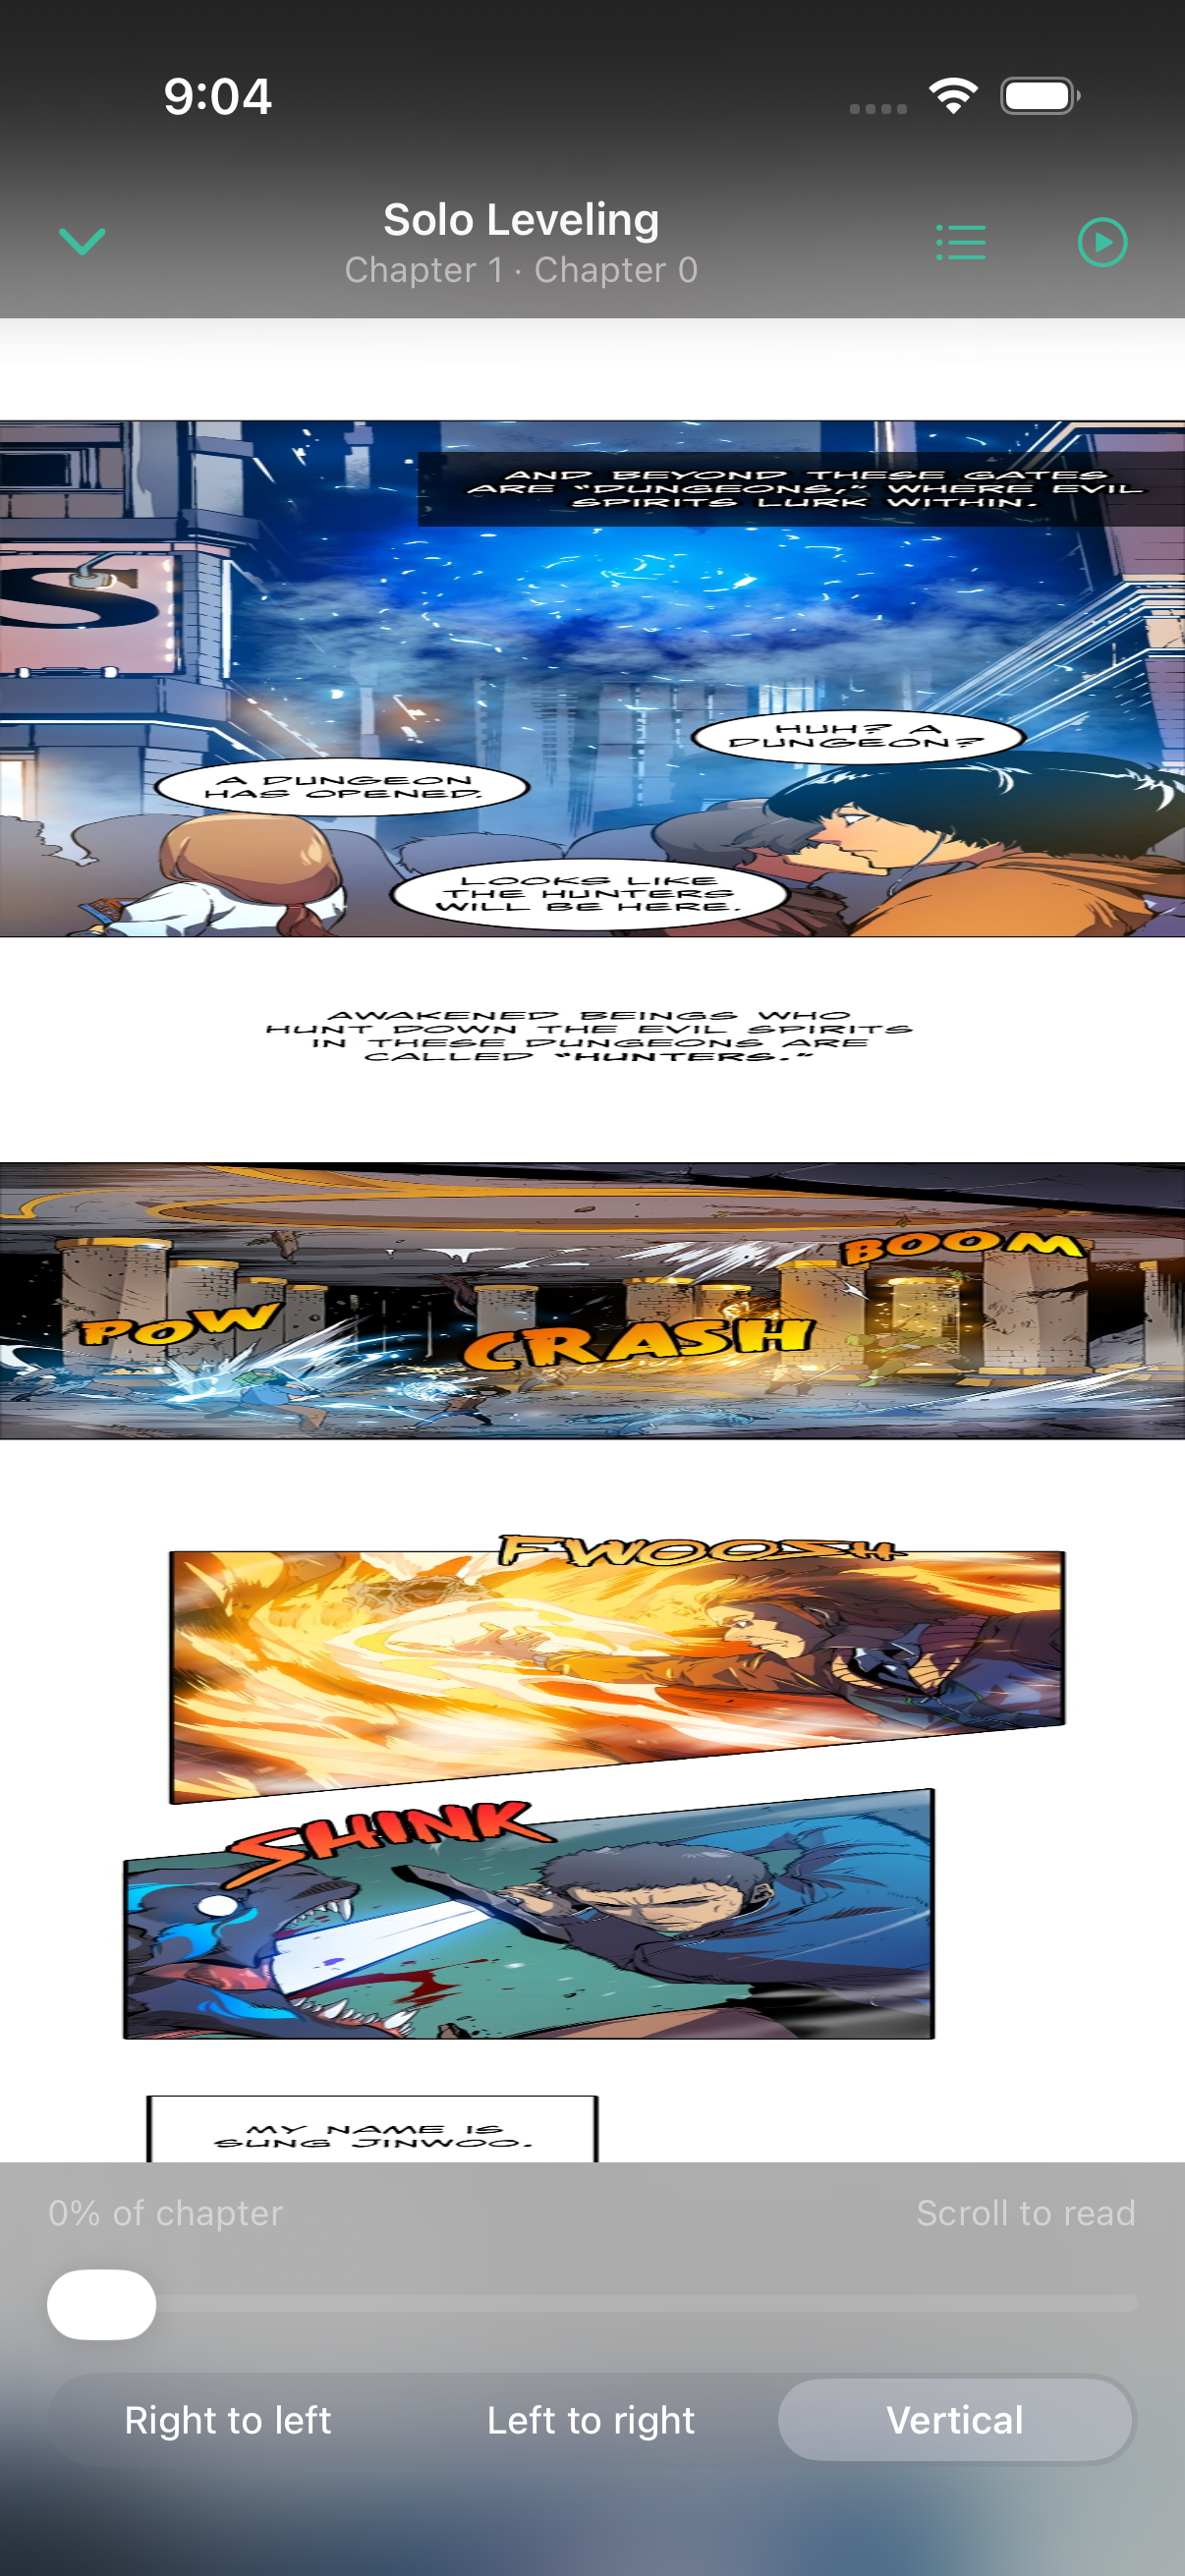 9:04
Solo Leveling
Chapter 1 · Chapter 0
S
AND BEYOND THESE GATES
ARE “DUNGEONS,” WHERE EVIL
SPIRITS LURK WITHIN.
HUH? A
DUNGEON?
A DUNGEON
HAS OPENED.
LOOKS LIKE
THE HUNTERS
WILL BE HERE.
AWAKENED BEINGS WHO
HUNT DOWN THE EVIL SPIRITS
IN THESE DUNGEONS ARE
CALLED “HUNTERS.”
BOOM
POW
CRASH
FWOOSH
SHINK
MY NAME IS
SUNG JINWOO.
0% of chapter
Scroll to read
Right to left
Left to right
Vertical